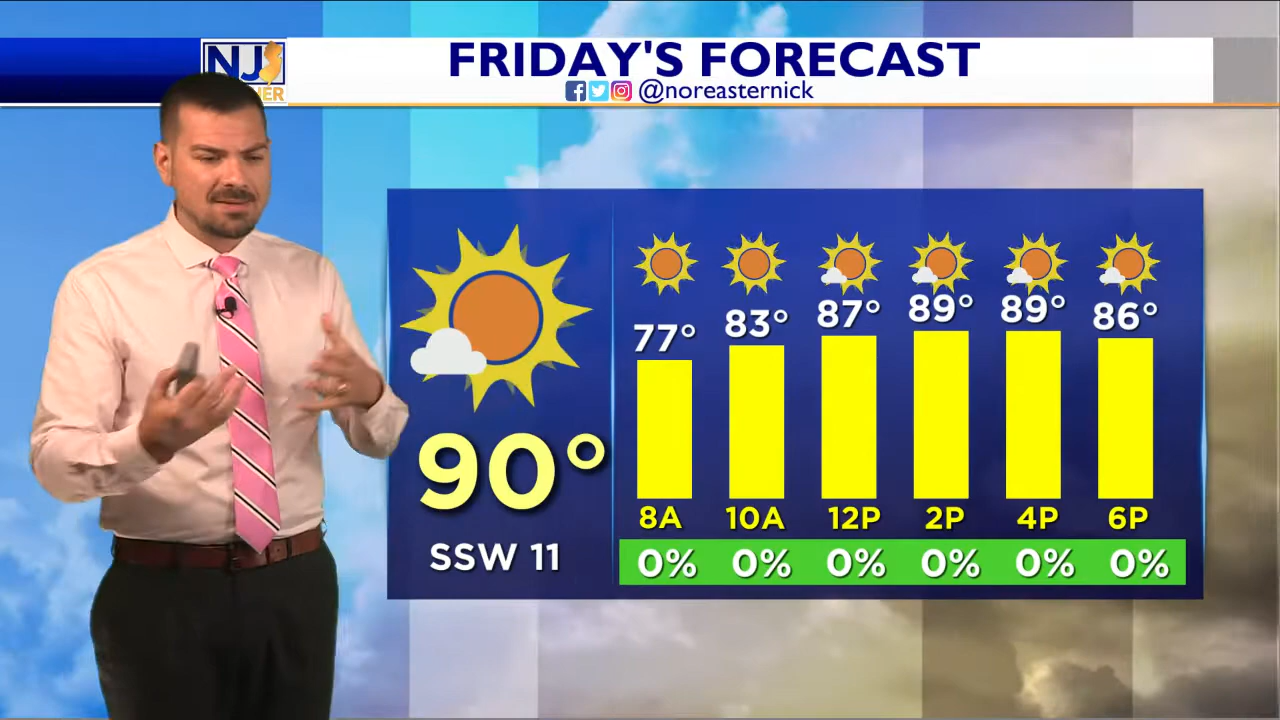 NJ
FRIDAY'S FORECAST
@noreasternick
77° 83° 87° 89° 89° 86°
90°
8A 10A 12P 2P 4P 6P
SSW 11
0% 0% 0% 0% 0% 0%